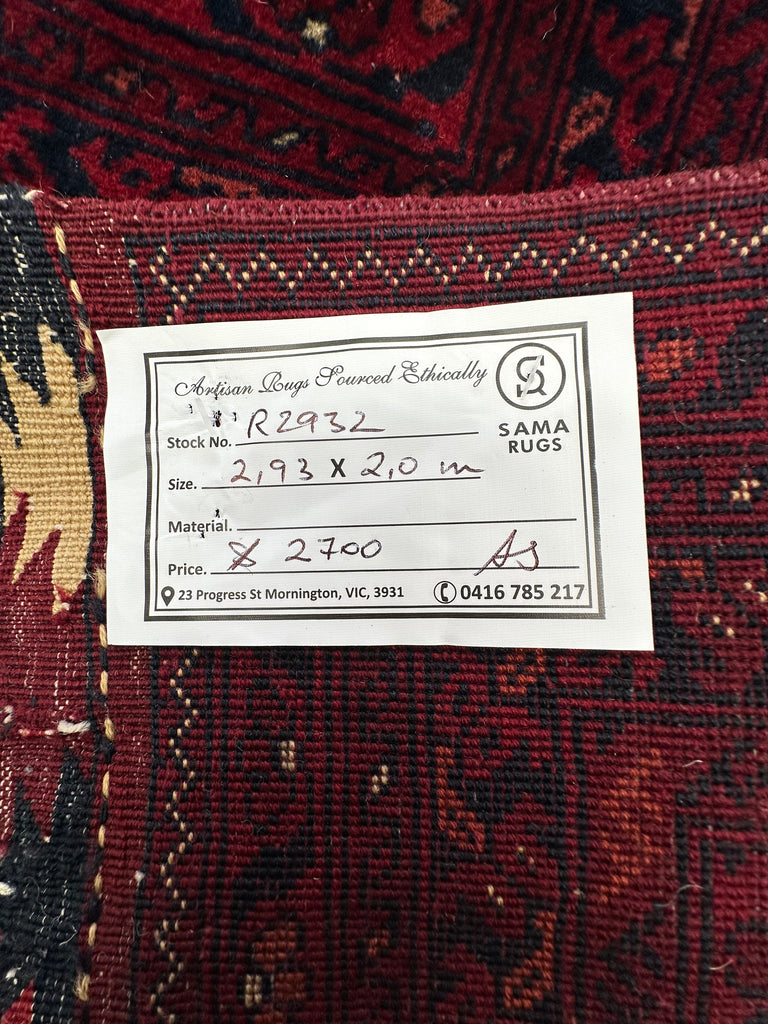 Artisan Rugs Sourced Ethically
SAMA
RUGS
Stock No. R2932
Size. 2,93 x 2,0 m
Material.
Price. $ 2700
23 Progress St Mornington, VIC, 3931
0416 785 217